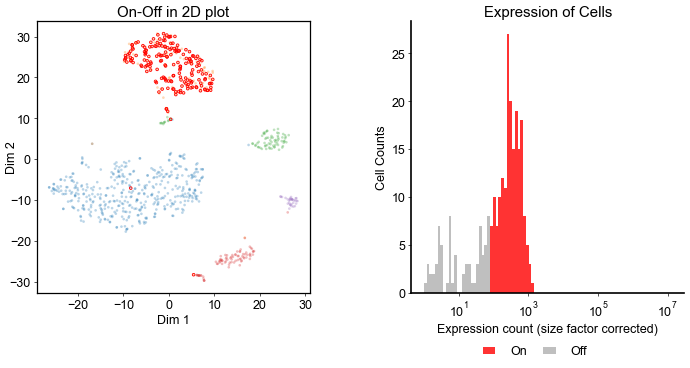 On-Off in 2D plot
Expression of Cells
Dim 2
30
20
10
0
−10
−20
−30
−20
−10
0
10
20
30
Dim 1
Cell Counts
25
20
15
10
5
0
10^1
10^3
10^5
10^7
Expression count (size factor corrected)
On
Off